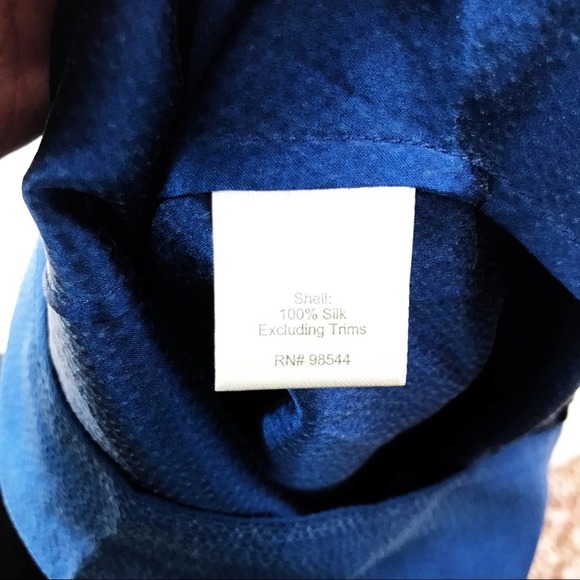 Shell:
100% Silk
Excluding Trims
RN# 98544